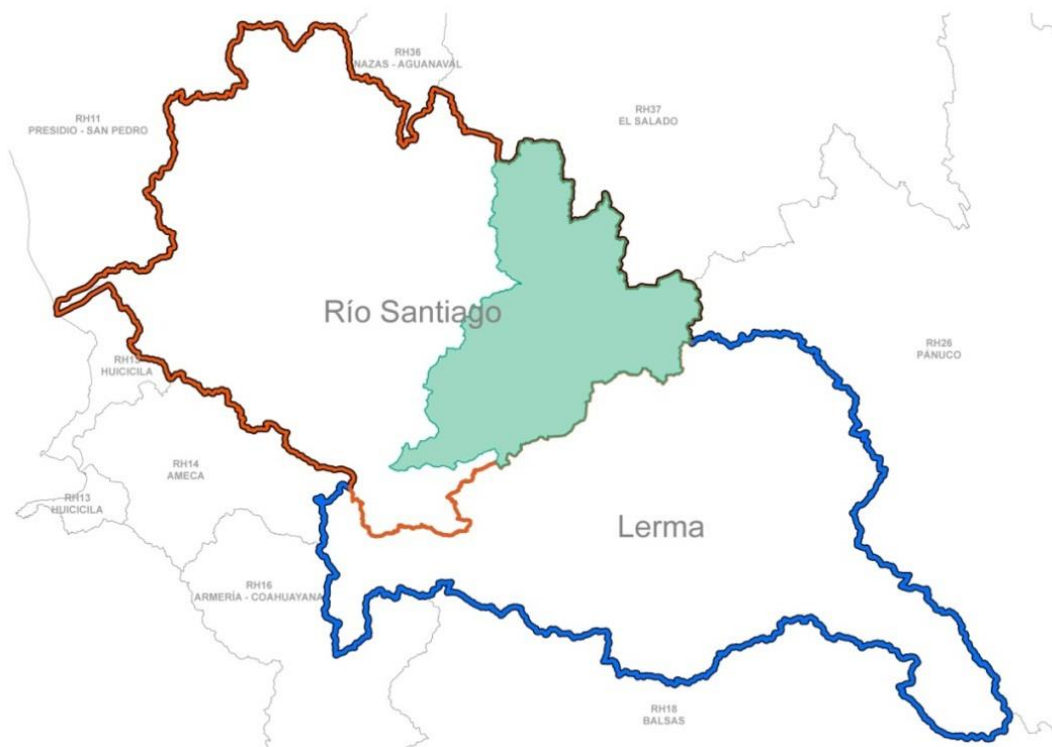 RH36
NAZAS - AGUANAVAL
RH37
EL SALADO
RH11
PRESIDIO - SAN PEDRO
Río Santiago
RH26
PÁNUCO
RH13
HUICICILA
RH14
AMECA
RH13
HUICICILA
Lerma
RH16
ARMERÍA - COAHUAYANA
RH18
BALSAS